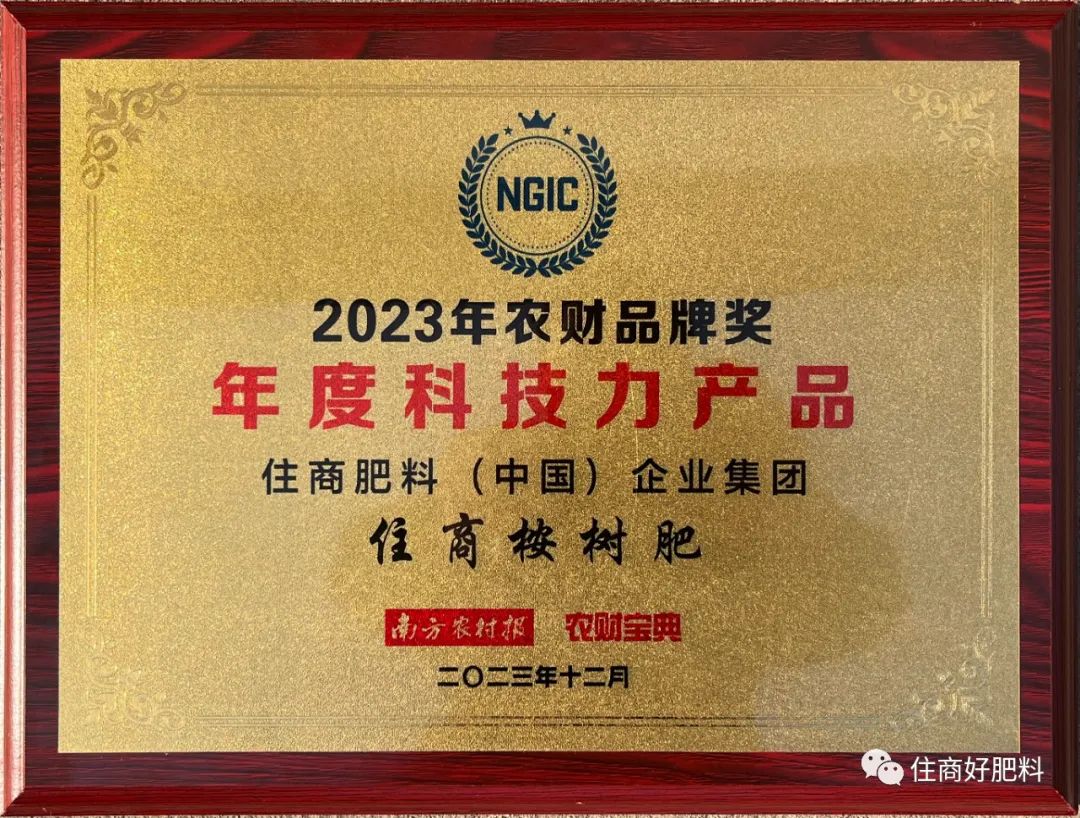 NGIC
2023年农财品牌奖
年度科技力产品
住商肥料（中国）企业集团
住商桉树肥
南方农村报 农财宝典
二〇二三年十二月
住商好肥料